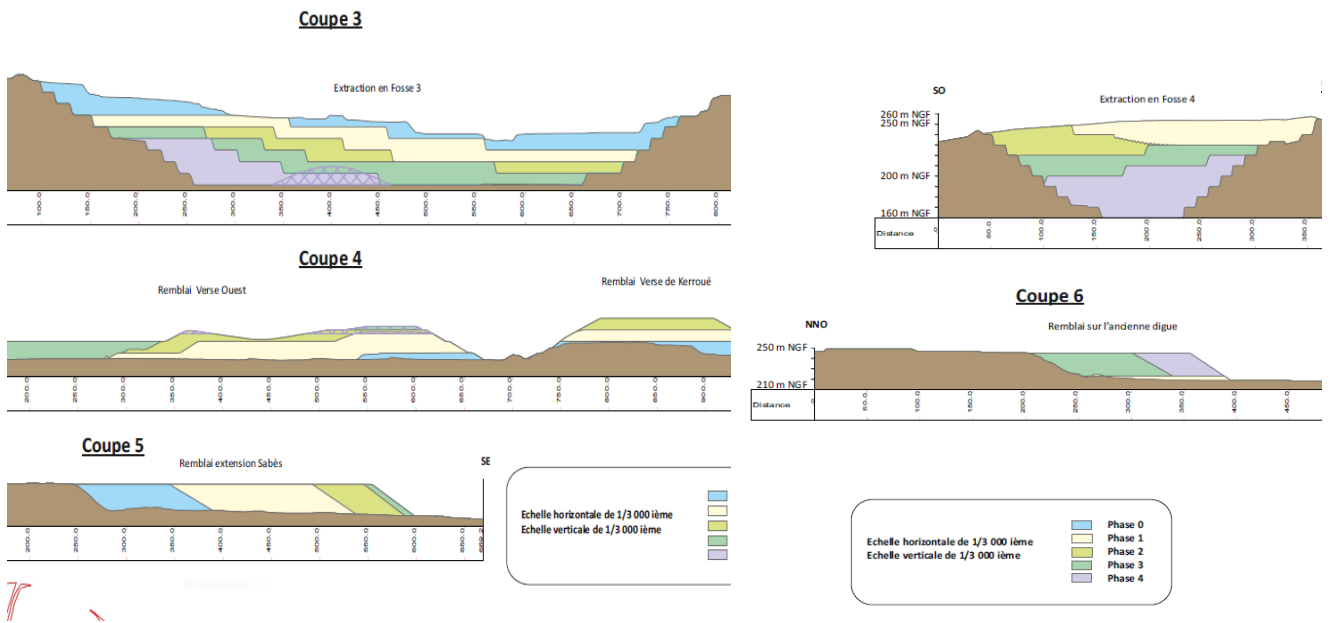 Coupe 3
Extraction en Fosse 3
100.0 150.0 200.0 250.0 300.0 350.0 400.0 450.0 500.0 550.0 600.0 650.0 700.0 750.0 800.0
Coupe 4
Remblai Verse Ouest
Remblai Verse de Kerroué
200.0 250.0 300.0 350.0 400.0 450.0 500.0 550.0 600.0 650.0 700.0 750.0 800.0 850.0 900.0
Coupe 5
Remblai extension Sabès
SE
200.0 250.0 300.0 350.0 400.0 450.0 500.0 550.0 600.0 650.0
Echelle horizontale de 1/3 000 ième
Echelle verticale de 1/3 000 ième
SO
Extraction en Fosse 4
260 m NGF
250 m NGF
200 m NGF
160 m NGF
Distance
50.0 100.0 150.0 200.0 250.0 300.0 350.0
Coupe 6
NNO
Remblai sur l'ancienne digue
250 m NGF
210 m NGF
Distance
50.0 100.0 150.0 200.0 250.0 300.0 350.0 400.0 450.0
Echelle horizontale de 1/3 000 ième
Echelle verticale de 1/3 000 ième
Phase 0
Phase 1
Phase 2
Phase 3
Phase 4